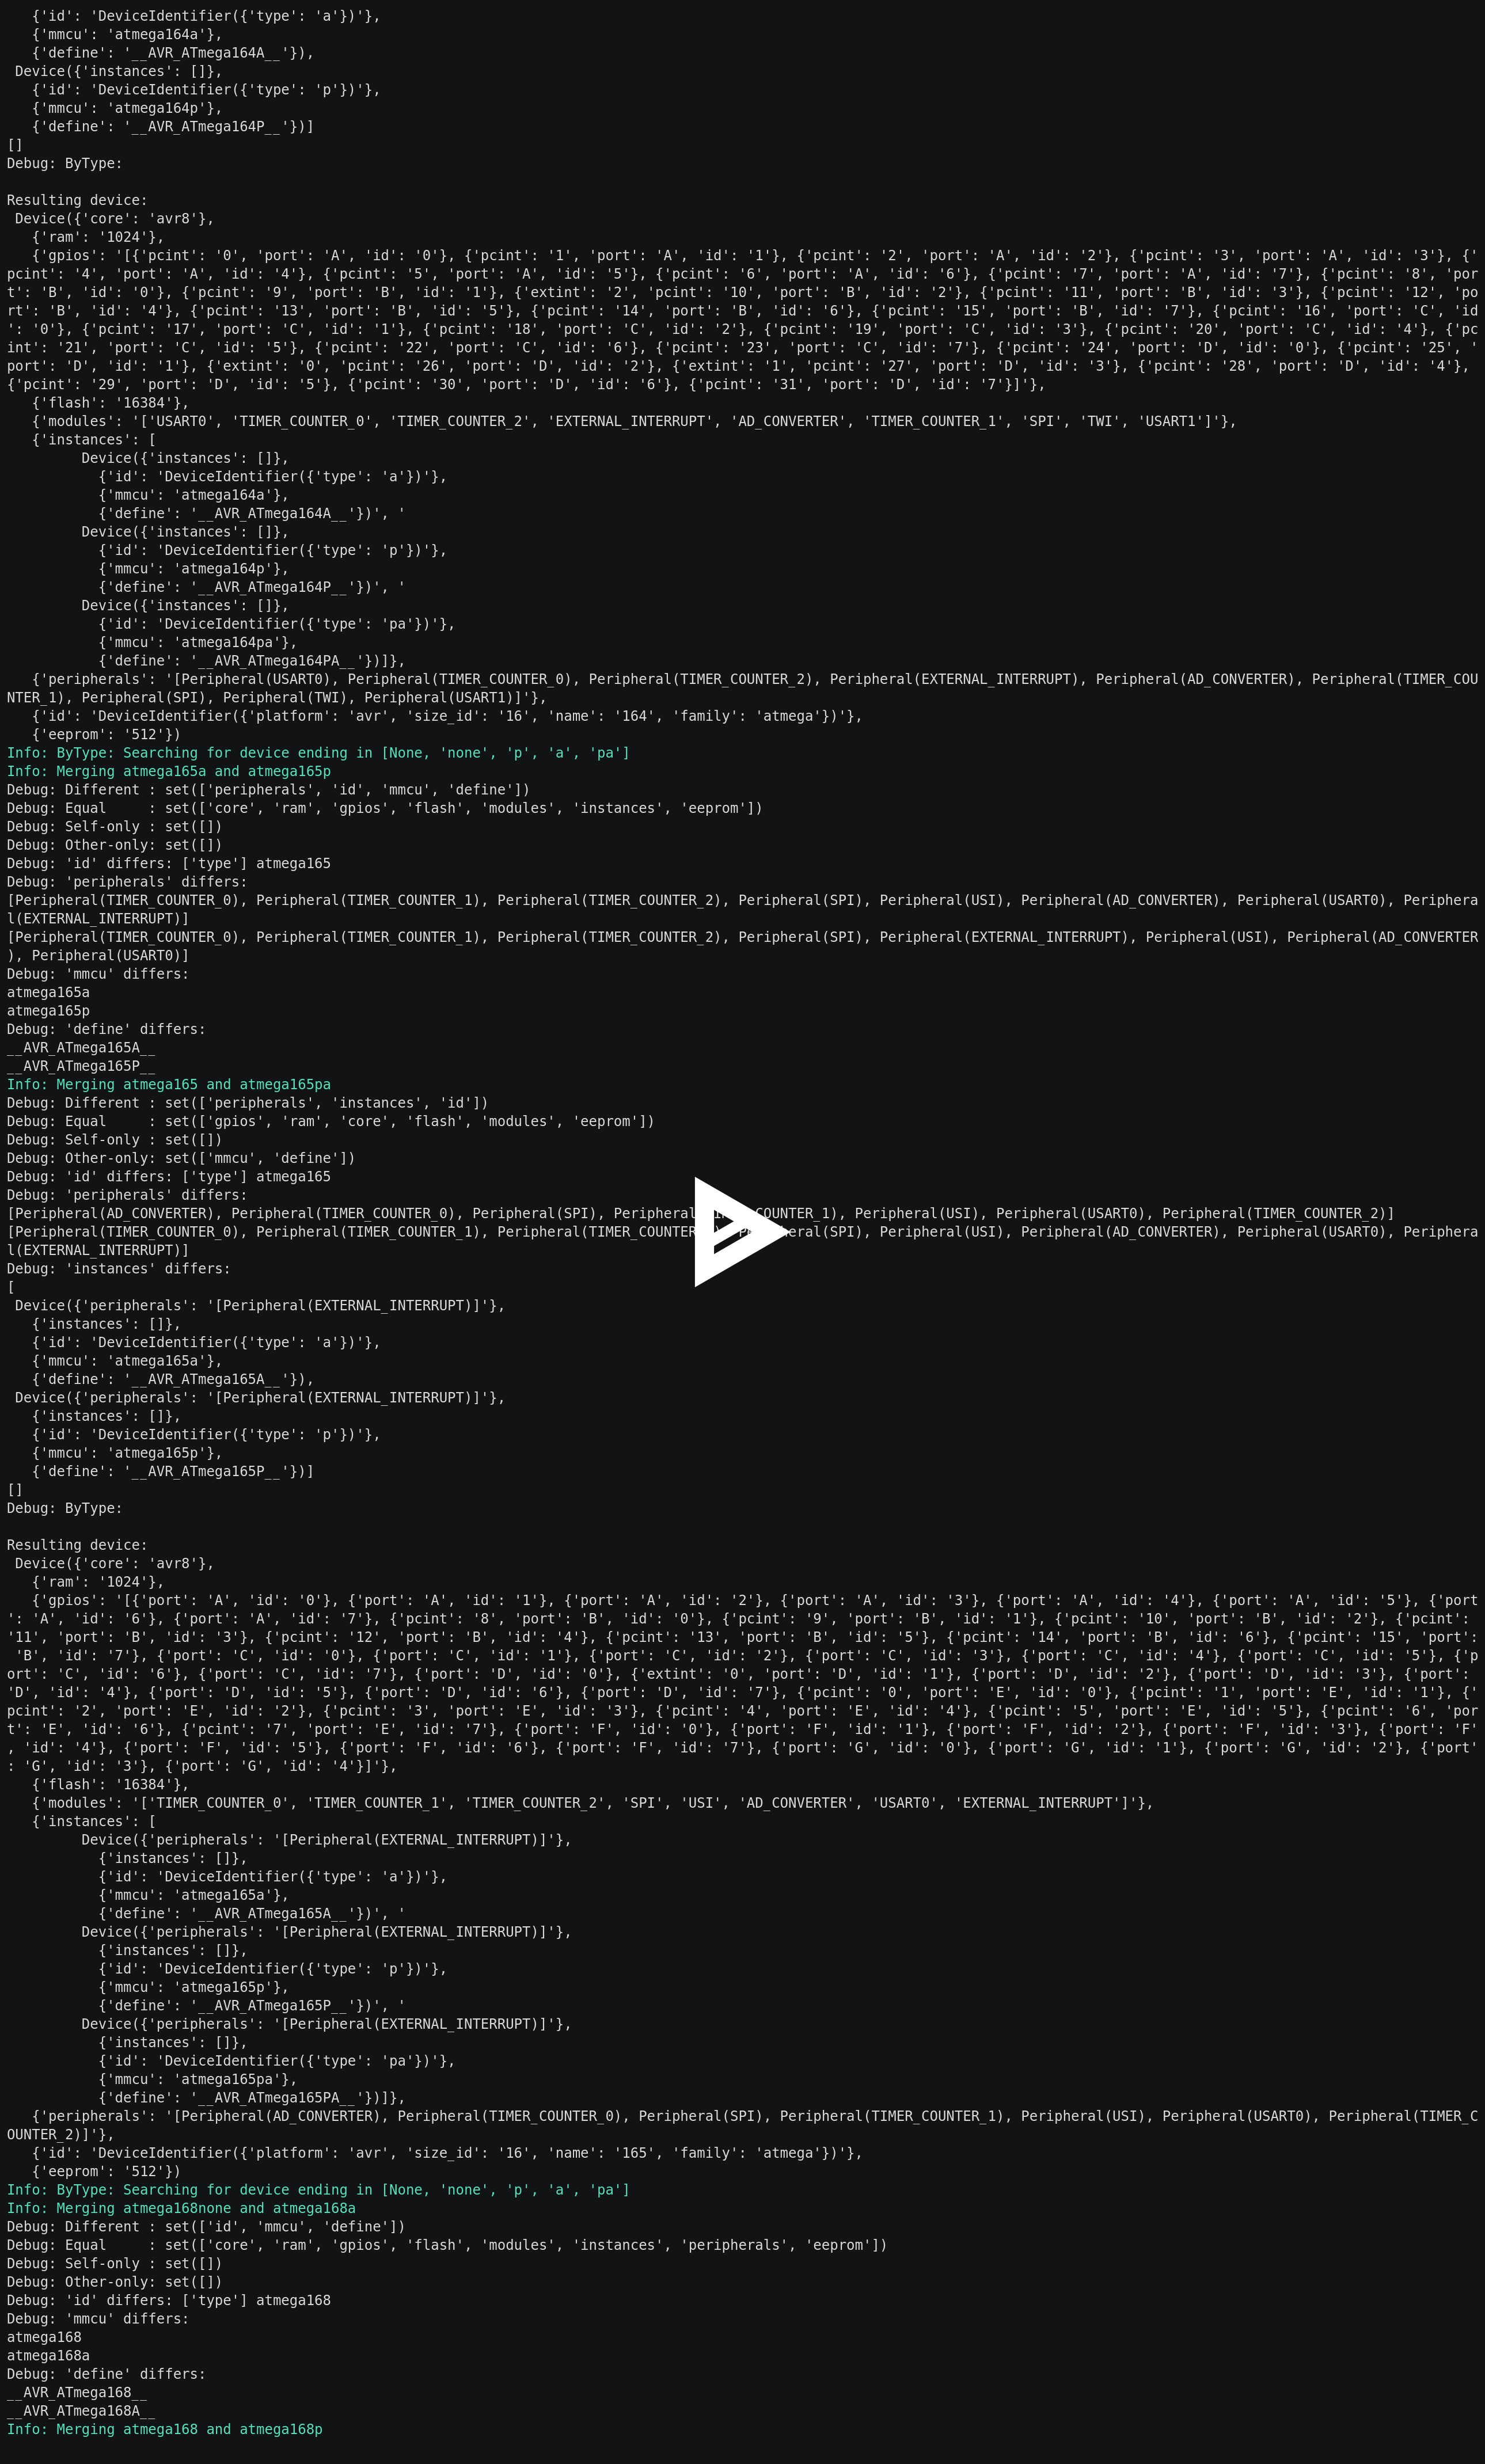 {'id': 'DeviceIdentifier({'type': 'a'})'},
   {'mmcu': 'atmega164a'},
   {'define': '__AVR_ATmega164A__'}),
 Device({'instances': []},
   {'id': 'DeviceIdentifier({'type': 'p'})'},
   {'mmcu': 'atmega164p'},
   {'define': '__AVR_ATmega164P__'})]
[]
Debug: ByType:

Resulting device:
 Device({'core': 'avr8'},
   {'ram': '1024'},
   {'gpios': '[{'pcint': '0', 'port': 'A', 'id': '0'}, {'pcint': '1', 'port': 'A', 'id': '1'}, {'pcint': '2', 'port': 'A', 'id': '2'}, {'pcint': '3', 'port': 'A', 'id': '3'}, {'
pcint': '4', 'port': 'A', 'id': '4'}, {'pcint': '5', 'port': 'A', 'id': '5'}, {'pcint': '6', 'port': 'A', 'id': '6'}, {'pcint': '7', 'port': 'A', 'id': '7'}, {'pcint': '8', 'por
t': 'B', 'id': '0'}, {'pcint': '9', 'port': 'B', 'id': '1'}, {'extint': '2', 'pcint': '10', 'port': 'B', 'id': '2'}, {'pcint': '11', 'port': 'B', 'id': '3'}, {'pcint': '12', 'po
rt': 'B', 'id': '4'}, {'pcint': '13', 'port': 'B', 'id': '5'}, {'pcint': '14', 'port': 'B', 'id': '6'}, {'pcint': '15', 'port': 'B', 'id': '7'}, {'pcint': '16', 'port': 'C', 'id
': '0'}, {'pcint': '17', 'port': 'C', 'id': '1'}, {'pcint': '18', 'port': 'C', 'id': '2'}, {'pcint': '19', 'port': 'C', 'id': '3'}, {'pcint': '20', 'port': 'C', 'id': '4'}, {'pc
int': '21', 'port': 'C', 'id': '5'}, {'pcint': '22', 'port': 'C', 'id': '6'}, {'pcint': '23', 'port': 'C', 'id': '7'}, {'pcint': '24', 'port': 'D', 'id': '0'}, {'pcint': '25', '
port': 'D', 'id': '1'}, {'extint': '0', 'pcint': '26', 'port': 'D', 'id': '2'}, {'extint': '1', 'pcint': '27', 'port': 'D', 'id': '3'}, {'pcint': '28', 'port': 'D', 'id': '4'},
{'pcint': '29', 'port': 'D', 'id': '5'}, {'pcint': '30', 'port': 'D', 'id': '6'}, {'pcint': '31', 'port': 'D', 'id': '7'}]'},
   {'flash': '16384'},
   {'modules': '['USART0', 'TIMER_COUNTER_0', 'TIMER_COUNTER_2', 'EXTERNAL_INTERRUPT', 'AD_CONVERTER', 'TIMER_COUNTER_1', 'SPI', 'TWI', 'USART1']'},
   {'instances': [
         Device({'instances': []},
           {'id': 'DeviceIdentifier({'type': 'a'})'},
           {'mmcu': 'atmega164a'},
           {'define': '__AVR_ATmega164A__'})', '
         Device({'instances': []},
           {'id': 'DeviceIdentifier({'type': 'p'})'},
           {'mmcu': 'atmega164p'},
           {'define': '__AVR_ATmega164P__'})', '
         Device({'instances': []},
           {'id': 'DeviceIdentifier({'type': 'pa'})'},
           {'mmcu': 'atmega164pa'},
           {'define': '__AVR_ATmega164PA__'})]},
   {'peripherals': '[Peripheral(USART0), Peripheral(TIMER_COUNTER_0), Peripheral(TIMER_COUNTER_2), Peripheral(EXTERNAL_INTERRUPT), Peripheral(AD_CONVERTER), Peripheral(TIMER_COU
NTER_1), Peripheral(SPI), Peripheral(TWI), Peripheral(USART1)]'},
   {'id': 'DeviceIdentifier({'platform': 'avr', 'size_id': '16', 'name': '164', 'family': 'atmega'})'},
   {'eeprom': '512'})
Info: ByType: Searching for device ending in [None, 'none', 'p', 'a', 'pa']
Info: Merging atmega165a and atmega165p
Debug: Different : set(['peripherals', 'id', 'mmcu', 'define'])
Debug: Equal     : set(['core', 'ram', 'gpios', 'flash', 'modules', 'instances', 'eeprom'])
Debug: Self-only : set([])
Debug: Other-only: set([])
Debug: 'id' differs: ['type'] atmega165
Debug: 'peripherals' differs:
[Peripheral(TIMER_COUNTER_0), Peripheral(TIMER_COUNTER_1), Peripheral(TIMER_COUNTER_2), Peripheral(SPI), Peripheral(USI), Peripheral(AD_CONVERTER), Peripheral(USART0), Periphera
l(EXTERNAL_INTERRUPT)]
[Peripheral(TIMER_COUNTER_0), Peripheral(TIMER_COUNTER_1), Peripheral(TIMER_COUNTER_2), Peripheral(SPI), Peripheral(EXTERNAL_INTERRUPT), Peripheral(USI), Peripheral(AD_CONVERTER
), Peripheral(USART0)]
Debug: 'mmcu' differs:
atmega165a
atmega165p
Debug: 'define' differs:
__AVR_ATmega165A__
__AVR_ATmega165P__
Info: Merging atmega165 and atmega165pa
Debug: Different : set(['peripherals', 'instances', 'id'])
Debug: Equal     : set(['gpios', 'ram', 'core', 'flash', 'modules', 'eeprom'])
Debug: Self-only : set([])
Debug: Other-only: set(['mmcu', 'define'])
Debug: 'id' differs: ['type'] atmega165
Debug: 'peripherals' differs:
[Peripheral(AD_CONVERTER), Peripheral(TIMER_COUNTER_0), Peripheral(SPI), Peripheral COUNTER_1), Peripheral(USI), Peripheral(USART0), Peripheral(TIMER_COUNTER_2)]
[Peripheral(TIMER_COUNTER_0), Peripheral(TIMER_COUNTER_1), Peripheral(TIMER_COUNTER (SPI), Peripheral(USI), Peripheral(AD_CONVERTER), Peripheral(USART0), Periphera
l(EXTERNAL_INTERRUPT)]
Debug: 'instances' differs:
[
 Device({'peripherals': '[Peripheral(EXTERNAL_INTERRUPT)]'},
   {'instances': []},
   {'id': 'DeviceIdentifier({'type': 'a'})'},
   {'mmcu': 'atmega165a'},
   {'define': '__AVR_ATmega165A__'}),
 Device({'peripherals': '[Peripheral(EXTERNAL_INTERRUPT)]'},
   {'instances': []},
   {'id': 'DeviceIdentifier({'type': 'p'})'},
   {'mmcu': 'atmega165p'},
   {'define': '__AVR_ATmega165P__'})]
[]
Debug: ByType:

Resulting device:
 Device({'core': 'avr8'},
   {'ram': '1024'},
   {'gpios': '[{'port': 'A', 'id': '0'}, {'port': 'A', 'id': '1'}, {'port': 'A', 'id': '2'}, {'port': 'A', 'id': '3'}, {'port': 'A', 'id': '4'}, {'port': 'A', 'id': '5'}, {'port
': 'A', 'id': '6'}, {'port': 'A', 'id': '7'}, {'pcint': '8', 'port': 'B', 'id': '0'}, {'pcint': '9', 'port': 'B', 'id': '1'}, {'pcint': '10', 'port': 'B', 'id': '2'}, {'pcint':
'11', 'port': 'B', 'id': '3'}, {'pcint': '12', 'port': 'B', 'id': '4'}, {'pcint': '13', 'port': 'B', 'id': '5'}, {'pcint': '14', 'port': 'B', 'id': '6'}, {'pcint': '15', 'port':
 'B', 'id': '7'}, {'port': 'C', 'id': '0'}, {'port': 'C', 'id': '1'}, {'port': 'C', 'id': '2'}, {'port': 'C', 'id': '3'}, {'port': 'C', 'id': '4'}, {'port': 'C', 'id': '5'}, {'p
ort': 'C', 'id': '6'}, {'port': 'C', 'id': '7'}, {'port': 'D', 'id': '0'}, {'extint': '0', 'port': 'D', 'id': '1'}, {'port': 'D', 'id': '2'}, {'port': 'D', 'id': '3'}, {'port':
'D', 'id': '4'}, {'port': 'D', 'id': '5'}, {'port': 'D', 'id': '6'}, {'port': 'D', 'id': '7'}, {'pcint': '0', 'port': 'E', 'id': '0'}, {'pcint': '1', 'port': 'E', 'id': '1'}, {'
pcint': '2', 'port': 'E', 'id': '2'}, {'pcint': '3', 'port': 'E', 'id': '3'}, {'pcint': '4', 'port': 'E', 'id': '4'}, {'pcint': '5', 'port': 'E', 'id': '5'}, {'pcint': '6', 'por
t': 'E', 'id': '6'}, {'pcint': '7', 'port': 'E', 'id': '7'}, {'port': 'F', 'id': '0'}, {'port': 'F', 'id': '1'}, {'port': 'F', 'id': '2'}, {'port': 'F', 'id': '3'}, {'port': 'F'
, 'id': '4'}, {'port': 'F', 'id': '5'}, {'port': 'F', 'id': '6'}, {'port': 'F', 'id': '7'}, {'port': 'G', 'id': '0'}, {'port': 'G', 'id': '1'}, {'port': 'G', 'id': '2'}, {'port'
: 'G', 'id': '3'}, {'port': 'G', 'id': '4'}]'},
   {'flash': '16384'},
   {'modules': '['TIMER_COUNTER_0', 'TIMER_COUNTER_1', 'TIMER_COUNTER_2', 'SPI', 'USI', 'AD_CONVERTER', 'USART0', 'EXTERNAL_INTERRUPT']'},
   {'instances': [
         Device({'peripherals': '[Peripheral(EXTERNAL_INTERRUPT)]'},
           {'instances': []},
           {'id': 'DeviceIdentifier({'type': 'a'})'},
           {'mmcu': 'atmega165a'},
           {'define': '__AVR_ATmega165A__'})', '
         Device({'peripherals': '[Peripheral(EXTERNAL_INTERRUPT)]'},
           {'instances': []},
           {'id': 'DeviceIdentifier({'type': 'p'})'},
           {'mmcu': 'atmega165p'},
           {'define': '__AVR_ATmega165P__'})', '
         Device({'peripherals': '[Peripheral(EXTERNAL_INTERRUPT)]'},
           {'instances': []},
           {'id': 'DeviceIdentifier({'type': 'pa'})'},
           {'mmcu': 'atmega165pa'},
           {'define': '__AVR_ATmega165PA__'})]},
   {'peripherals': '[Peripheral(AD_CONVERTER), Peripheral(TIMER_COUNTER_0), Peripheral(SPI), Peripheral(TIMER_COUNTER_1), Peripheral(USI), Peripheral(USART0), Peripheral(TIMER_C
OUNTER_2)]'},
   {'id': 'DeviceIdentifier({'platform': 'avr', 'size_id': '16', 'name': '165', 'family': 'atmega'})'},
   {'eeprom': '512'})
Info: ByType: Searching for device ending in [None, 'none', 'p', 'a', 'pa']
Info: Merging atmega168none and atmega168a
Debug: Different : set(['id', 'mmcu', 'define'])
Debug: Equal     : set(['core', 'ram', 'gpios', 'flash', 'modules', 'instances', 'peripherals', 'eeprom'])
Debug: Self-only : set([])
Debug: Other-only: set([])
Debug: 'id' differs: ['type'] atmega168
Debug: 'mmcu' differs:
atmega168
atmega168a
Debug: 'define' differs:
__AVR_ATmega168__
__AVR_ATmega168A__
Info: Merging atmega168 and atmega168p